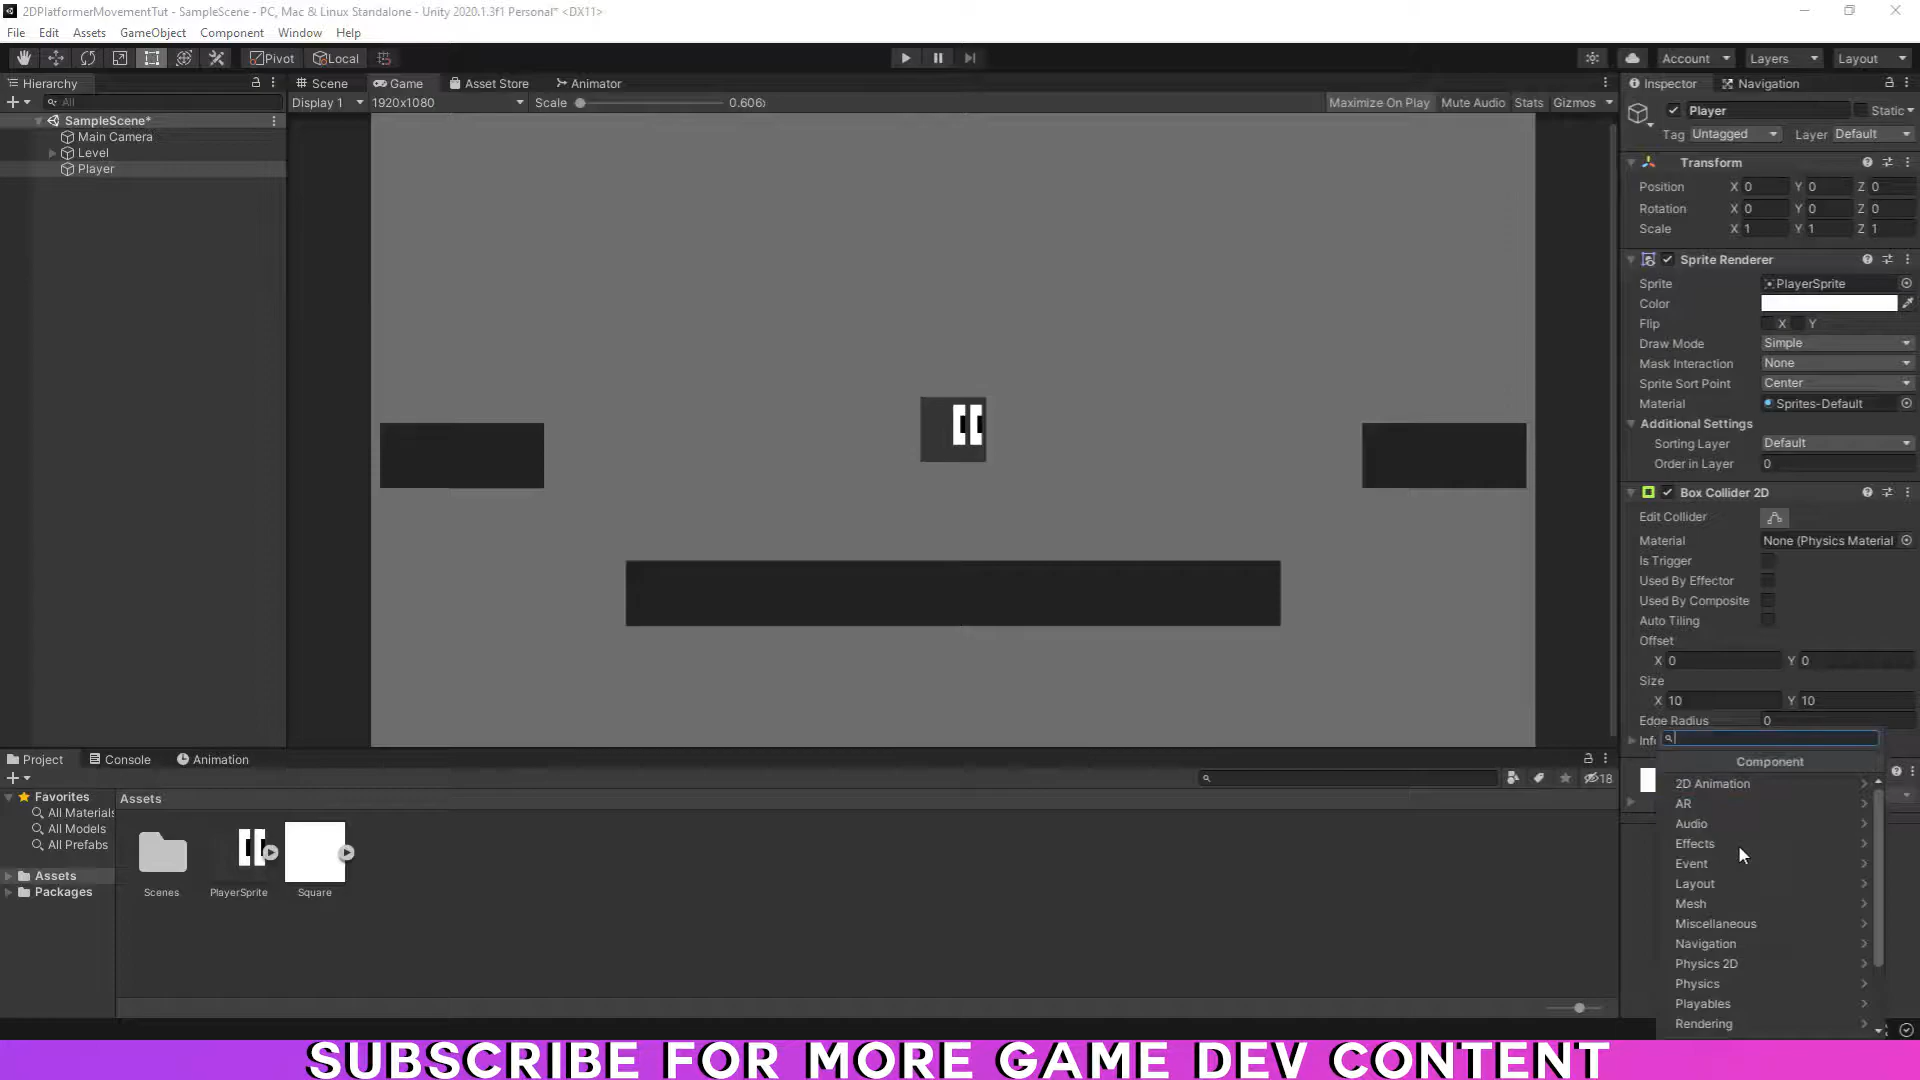 2DPlatformerMovementTut - SampleScene - PC, Mac & Linux Standalone - Unity 2020.1.3f1 Personal* <DX11>
File Edit Assets GameObject Component Window Help
Pivot Local Account Layers Layout
Hierarchy
All
SampleScene*
Main Camera
Level
Player
Scene Game Asset Store Animator
Display 1 1920x1080 Scale 0.606x Maximize On Play Mute Audio Stats Gizmos
Inspector Navigation
Player Static
Tag Untagged Layer Default
Transform
Position X 0 Y 0 Z 0
Rotation X 0 Y 0 Z 0
Scale X 1 Y 1 Z 1
Sprite Renderer
Sprite PlayerSprite
Color
Flip X Y
Draw Mode Simple
Mask Interaction None
Sprite Sort Point Center
Material Sprites-Default
Additional Settings
Sorting Layer Default
Order in Layer 0
Box Collider 2D
Edit Collider
Material None (Physics Material
Is Trigger
Used By Effector
Used By Composite
Auto Tiling
Offset
X 0 Y 0
Size
X 10 Y 10
Edge Radius 0
Info
Component
2D Animation
AR
Audio
Effects
Event
Layout
Mesh
Miscellaneous
Navigation
Physics 2D
Physics
Playables
Rendering
Project Console Animation
18
Favorites
All Materials
All Models
All Prefabs
Assets
Packages
Assets
Scenes PlayerSprite Square
SUBSCRIBE FOR MORE GAME DEV CONTENT